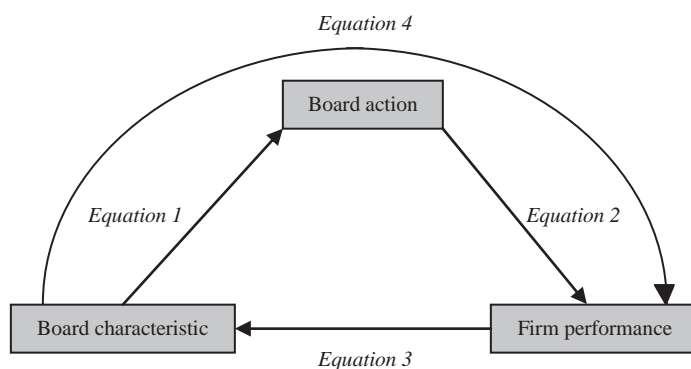 Equation 4
Board action
Equation 1
Equation 2
Board characteristic
Firm performance
Equation 3